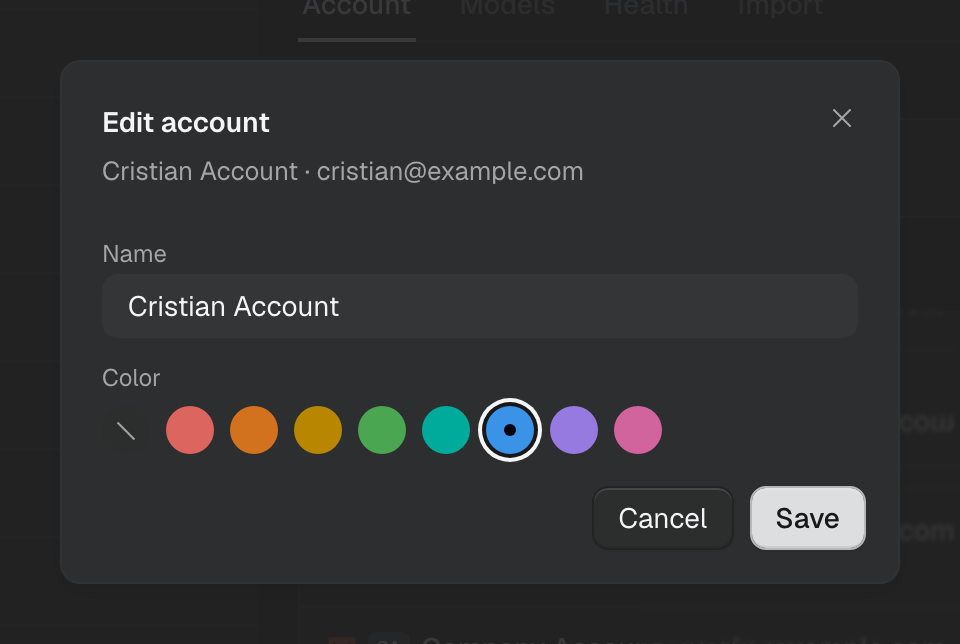 Account Models Health Import
Edit account
Cristian Account · cristian@example.com
Name
Cristian Account
Color
Cancel Save